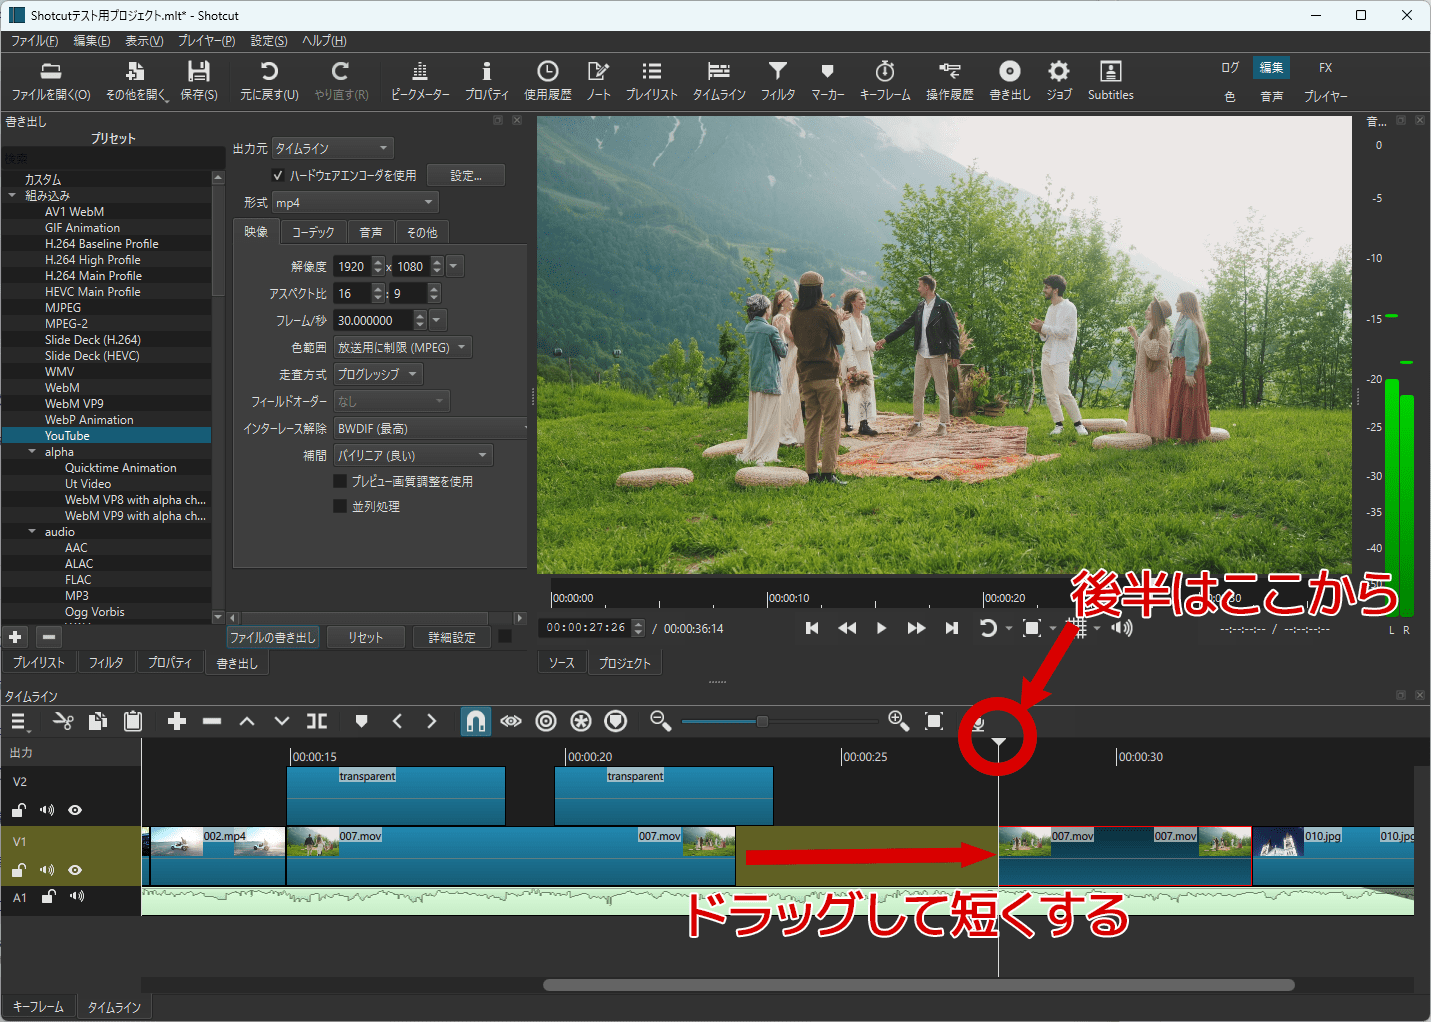 Shotcutテスト用プロジェクト.mlt* - Shotcut
ファイル(F) 編集(E) 表示(V) プレイヤー(P) 設定(S) ヘルプ(H)
ファイルを開く(O) その他を開く 保存(S) 元に戻す(U) やり直す(R) ピークメーター プロパティ 使用履歴 ノート プレイリスト タイムライン フィルタ マーカー キーフレーム 操作履歴 書き出し ジョブ Subtitles
ログ 編集 FX
色 音声 プレイヤー
書き出し
プリセット
検索
カスタム
組み込み
AV1 WebM
GIF Animation
H.264 Baseline Profile
H.264 High Profile
H.264 Main Profile
HEVC Main Profile
MJPEG
MPEG-2
Slide Deck (H.264)
Slide Deck (HEVC)
WMV
WebM
WebM VP9
WebP Animation
YouTube
alpha
Quicktime Animation
Ut Video
WebM VP8 with alpha ch...
WebM VP9 with alpha ch...
audio
AAC
ALAC
FLAC
MP3
Ogg Vorbis
出力元 タイムライン
ハードウェアエンコーダを使用 設定...
形式 mp4
映像 コーデック 音声 その他
解像度 1920 x 1080
アスペクト比 16 : 9
フレーム/秒 30.000000
色範囲 放送用に制限 (MPEG)
走査方式 プログレッシブ
フィールドオーダー なし
インターレース解除 BWDIF (最高)
補間 バイリニア (良い)
プレビュー画質調整を使用
並列処理
ファイルの書き出し リセット 詳細設定
プレイリスト フィルタ プロパティ 書き出し
音...
0
-5
-10
-15
-20
-25
-30
-35
-40
-50
L R
00:00:00 00:00:10 00:00:20
後半はここから
00:00:27:26 / 00:00:36:14
--:--:--:-- / --:--:--:--
ソース プロジェクト
タイムライン
出力
00:00:15 00:00:20 00:00:25 00:00:30
V2
transparent transparent
V1
002.mp4 007.mov 007.mov 007.mov 007.mov 010.jpg 010.jpg
A1
ドラッグして短くする
キーフレーム タイムライン